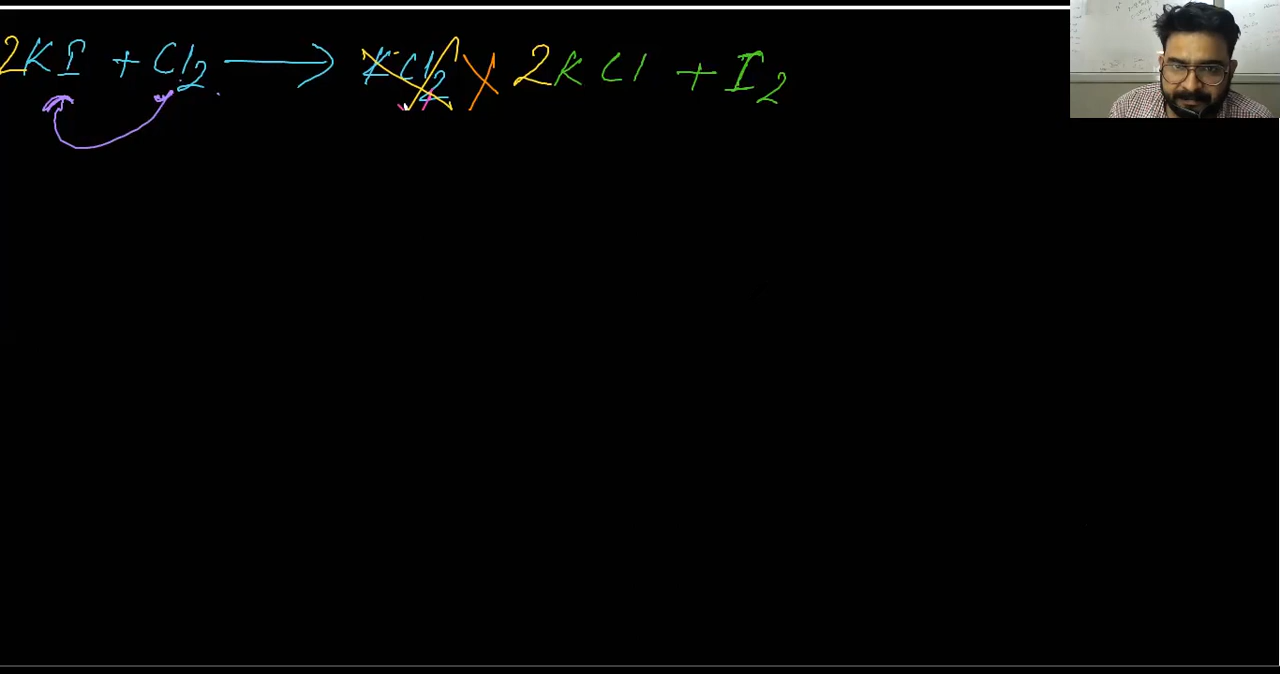 2KI + Cl2 ⟶ KCl2 X 2KCl + I2